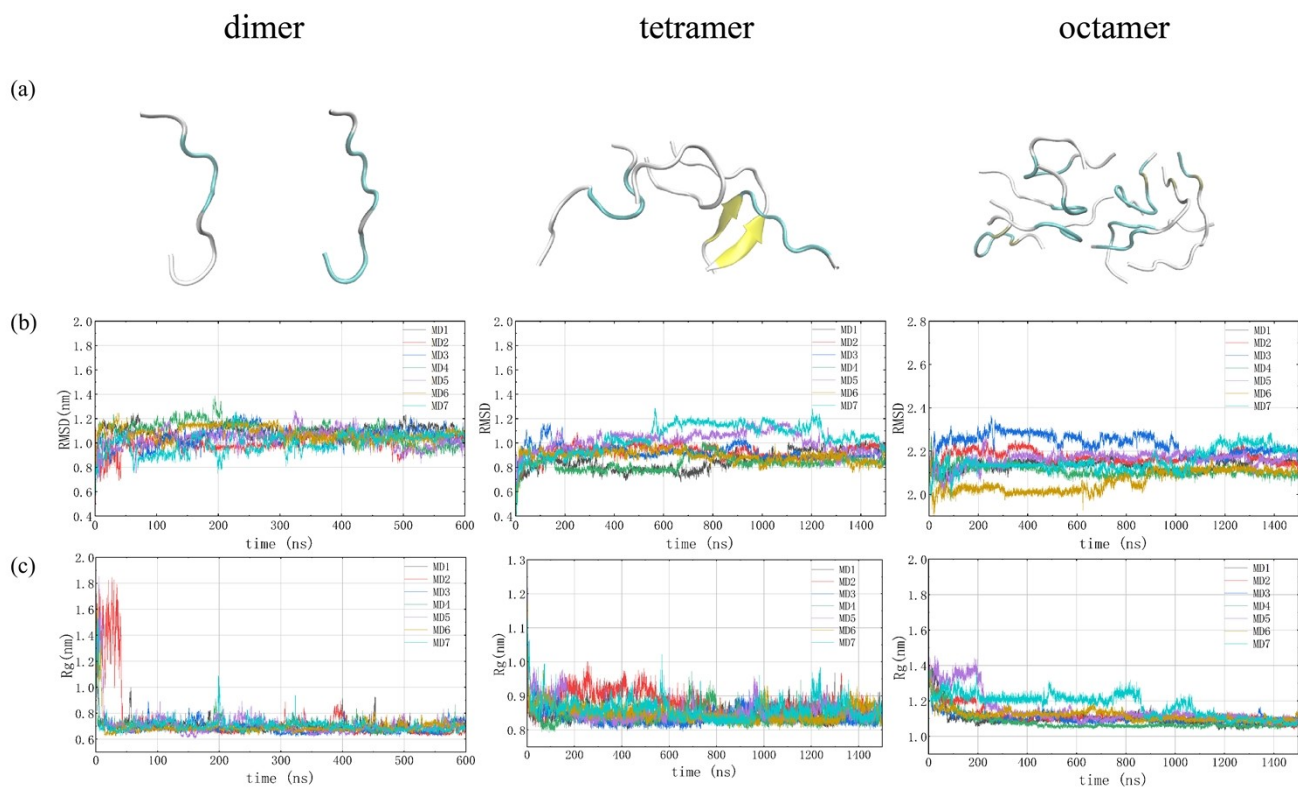 dimer tetramer octamer
(a)
(b)
2.0 1.8 1.6 1.4 1.2 1.0 0.8 0.6 0.4
RMSD(nm)
MD1
MD2
MD3
MD4
MD5
MD6
MD7
0 100 200 300 400 500 600
time (ns)
2.0 1.8 1.6 1.4 1.2 1.0 0.8 0.6 0.4
RMSD
MD1
MD2
MD3
MD4
MD5
MD6
MD7
0 200 400 600 800 1000 1200 1400
time (ns)
2.8 2.6 2.4 2.2 2.0
RMSD
MD1
MD2
MD3
MD4
MD5
MD6
MD7
0 200 400 600 800 1000 1200 1400
time (ns)
(c)
2.0 1.8 1.6 1.4 1.2 1.0 0.8 0.6
Rg(nm)
MD1
MD2
MD3
MD4
MD5
MD6
MD7
0 100 200 300 400 500 600
time (ns)
1.3 1.2 1.1 1.0 0.9 0.8
Rg(nm)
MD1
MD2
MD3
MD4
MD5
MD6
MD7
0 200 400 600 800 1000 1200 1400
time (ns)
2.0 1.8 1.6 1.4 1.2 1.0
Rg(nm)
MD1
MD2
MD3
MD4
MD5
MD6
MD7
0 200 400 600 800 1000 1200 1400
time (ns)